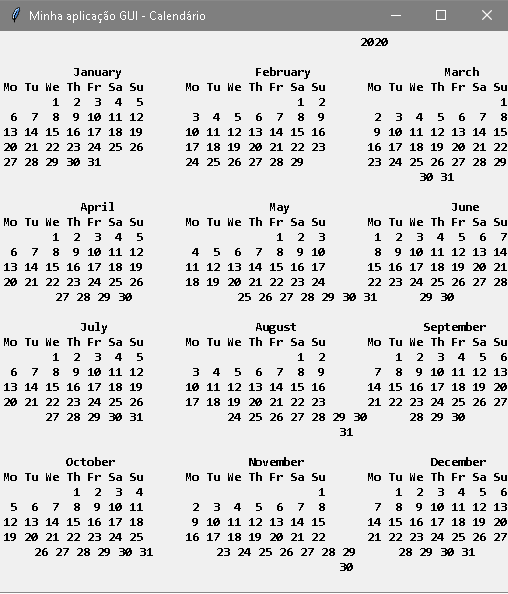 Minha aplicação GUI - Calendário
2020
January February March
Mo Tu We Th Fr Sa Su Mo Tu We Th Fr Sa Su Mo Tu We Th Fr Sa Su
1 2 3 4 5 1 2 1
6 7 8 9 10 11 12 3 4 5 6 7 8 9 2 3 4 5 6 7 8
13 14 15 16 17 18 19 10 11 12 13 14 15 16 9 10 11 12 13 14 15
20 21 22 23 24 25 26 17 18 19 20 21 22 23 16 17 18 19 20 21 22
27 28 29 30 31 24 25 26 27 28 29 23 24 25 26 27 28 29
30 31
April May June
Mo Tu We Th Fr Sa Su Mo Tu We Th Fr Sa Su Mo Tu We Th Fr Sa Su
1 2 3 4 5 1 2 3 1 2 3 4 5 6 7
6 7 8 9 10 11 12 4 5 6 7 8 9 10 8 9 10 11 12 13 14
13 14 15 16 17 18 19 11 12 13 14 15 16 17 15 16 17 18 19 20 21
20 21 22 23 24 25 26 18 19 20 21 22 23 24 22 23 24 25 26 27 28
27 28 29 30 25 26 27 28 29 30 31 29 30
July August September
Mo Tu We Th Fr Sa Su Mo Tu We Th Fr Sa Su Mo Tu We Th Fr Sa Su
1 2 3 4 5 1 2 1 2 3 4 5 6
6 7 8 9 10 11 12 3 4 5 6 7 8 9 7 8 9 10 11 12 13
13 14 15 16 17 18 19 10 11 12 13 14 15 16 14 15 16 17 18 19 20
20 21 22 23 24 25 26 17 18 19 20 21 22 23 21 22 23 24 25 26 27
27 28 29 30 31 24 25 26 27 28 29 30 28 29 30
31
October November December
Mo Tu We Th Fr Sa Su Mo Tu We Th Fr Sa Su Mo Tu We Th Fr Sa Su
1 2 3 4 1 1 2 3 4 5 6
5 6 7 8 9 10 11 2 3 4 5 6 7 8 7 8 9 10 11 12 13
12 13 14 15 16 17 18 9 10 11 12 13 14 15 14 15 16 17 18 19 20
19 20 21 22 23 24 25 16 17 18 19 20 21 22 21 22 23 24 25 26 27
26 27 28 29 30 31 23 24 25 26 27 28 29 28 29 30 31
30